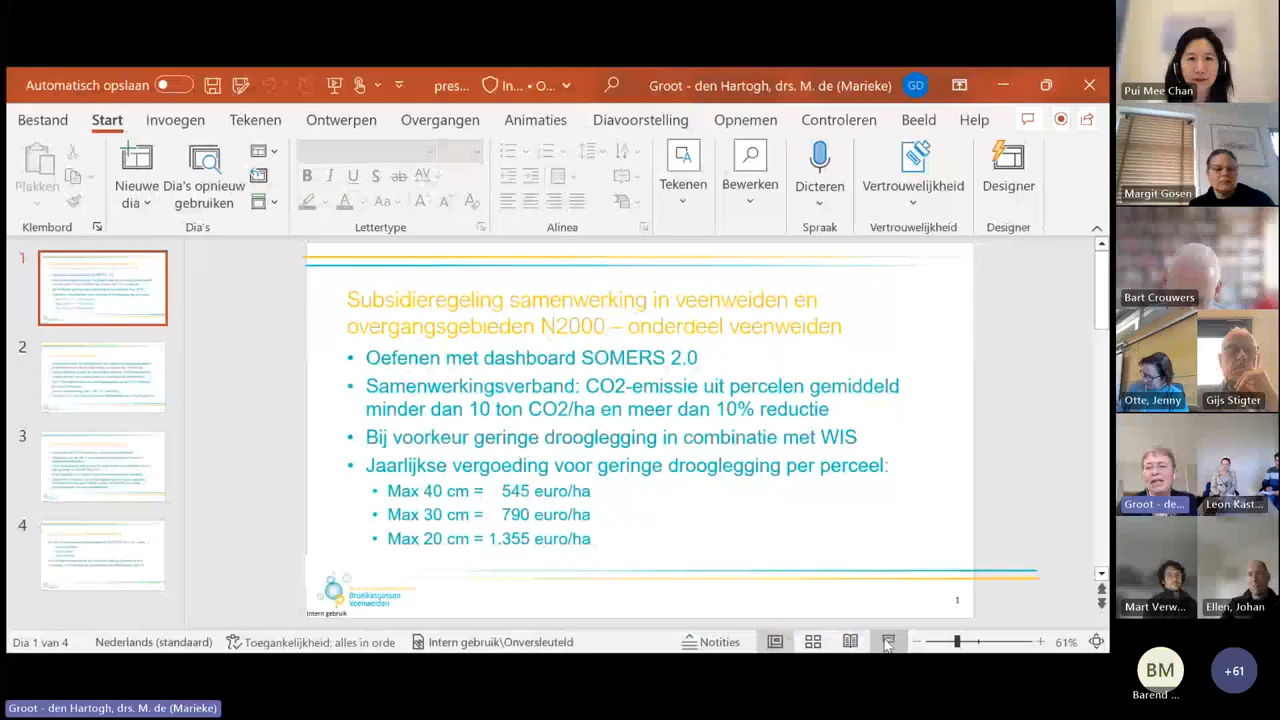 Automatisch opslaan
pres...
In... • O...
Groot - den Hartogh, drs. M. de (Marieke)
GD
Bestand
Start
Invoegen
Tekenen
Ontwerpen
Overgangen
Animaties
Diavoorstelling
Opnemen
Controleren
Beeld
Help
Plakken
Nieuwe dia
Dia's opnieuw gebruiken
Tekenen
Bewerken
Dicteren
Vertrouwelijkheid
Designer
Klembord
Dia's
Lettertype
Alinea
Spraak
Vertrouwelijkheid
Designer
1
2
3
4
Subsidieregeling samenwerking in veenweiden en
overgangsgebieden N2000 – onderdeel veenweiden
• Oefenen met dashboard SOMERS 2.0
• Samenwerkingsverband: CO2-emissie uit percelen gemiddeld
minder dan 10 ton CO2/ha en meer dan 10% reductie
• Bij voorkeur geringe drooglegging in combinatie met WIS
• Jaarlijkse vergoeding voor geringe drooglegging per perceel:
• Max 40 cm = 545 euro/ha
• Max 30 cm = 790 euro/ha
• Max 20 cm = 1.355 euro/ha
Broeikasgassen
Veenweiden
Intern gebruik
1
Dia 1 van 4
Nederlands (standaard)
Toegankelijkheid: alles in orde
Intern gebruik\Onversleuteld
Notities
61%
Groot - den Hartogh, drs. M. de (Marieke)
Pui Mee Chan
Margit Gosen
Bart Crouwers
Otte, Jenny
Gijs Stigter
Groot - de...
Leon Kast...
Mart Verw...
Ellen, Johan
BM
Barend ...
+61